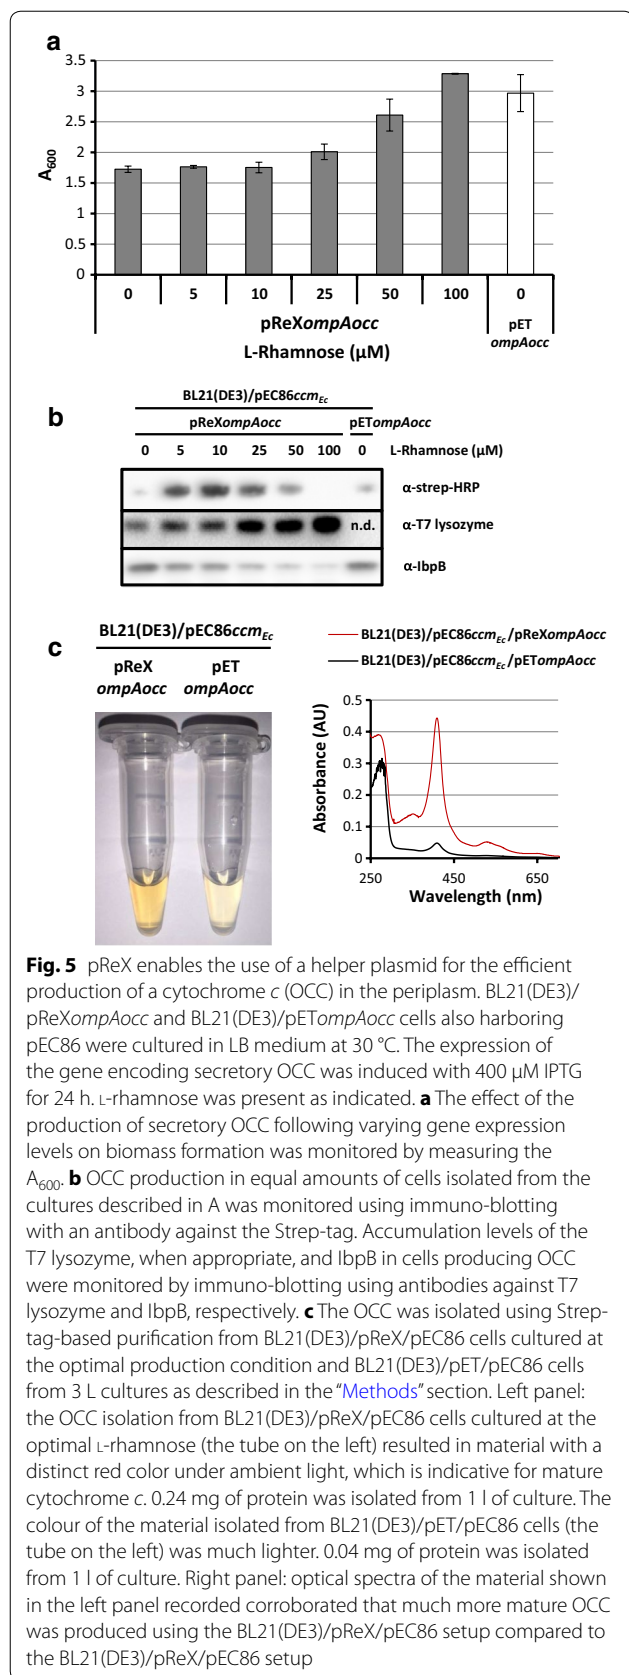 a
3.5
3
2.5
2
1.5
1
0.5
0
A600
0 5 10 25 50 100 0
pReXompAocc
pET
ompAocc
L-Rhamnose (µM)
b
BL21(DE3)/pEC86ccmEc
pReXompAocc pETompAocc
0 5 10 25 50 100 0 L-Rhamnose (µM)
α-strep-HRP
n.d. α-T7 lysozyme
α-IbpB
c
BL21(DE3)/pEC86ccmEc
pReX pET
ompAocc ompAocc
BL21(DE3)/pEC86ccmEc/pReXompAocc
BL21(DE3)/pEC86ccmEc/pETompAocc
0.5
0.4
0.3
0.2
0.1
0
Absorbance (AU)
250 450 650
Wavelength (nm)
Fig. 5 pReX enables the use of a helper plasmid for the efficient
production of a cytochrome c (OCC) in the periplasm. BL21(DE3)/
pReXompAocc and BL21(DE3)/pETompAocc cells also harboring
pEC86 were cultured in LB medium at 30 °C. The expression of
the gene encoding secretory OCC was induced with 400 µM IPTG
for 24 h. L-rhamnose was present as indicated. a The effect of the
production of secretory OCC following varying gene expression
levels on biomass formation was monitored by measuring the
A600. b OCC production in equal amounts of cells isolated from the
cultures described in A was monitored using immuno-blotting
with an antibody against the Strep-tag. Accumulation levels of the
T7 lysozyme, when appropriate, and IbpB in cells producing OCC
were monitored by immuno-blotting using antibodies against T7
lysozyme and IbpB, respectively. c The OCC was isolated using Strep-
tag-based purification from BL21(DE3)/pReX/pEC86 cells cultured at
the optimal production condition and BL21(DE3)/pET/pEC86 cells
from 3 L cultures as described in the “Methods” section. Left panel:
the OCC isolation from BL21(DE3)/pReX/pEC86 cells cultured at the
optimal L-rhamnose (the tube on the left) resulted in material with a
distinct red color under ambient light, which is indicative for mature
cytochrome c. 0.24 mg of protein was isolated from 1 l of culture. The
colour of the material isolated from BL21(DE3)/pET/pEC86 cells (the
tube on the left) was much lighter. 0.04 mg of protein was isolated
from 1 l of culture. Right panel: optical spectra of the material shown
in the left panel recorded corroborated that much more mature OCC
was produced using the BL21(DE3)/pReX/pEC86 setup compared to
the BL21(DE3)/pReX/pEC86 setup